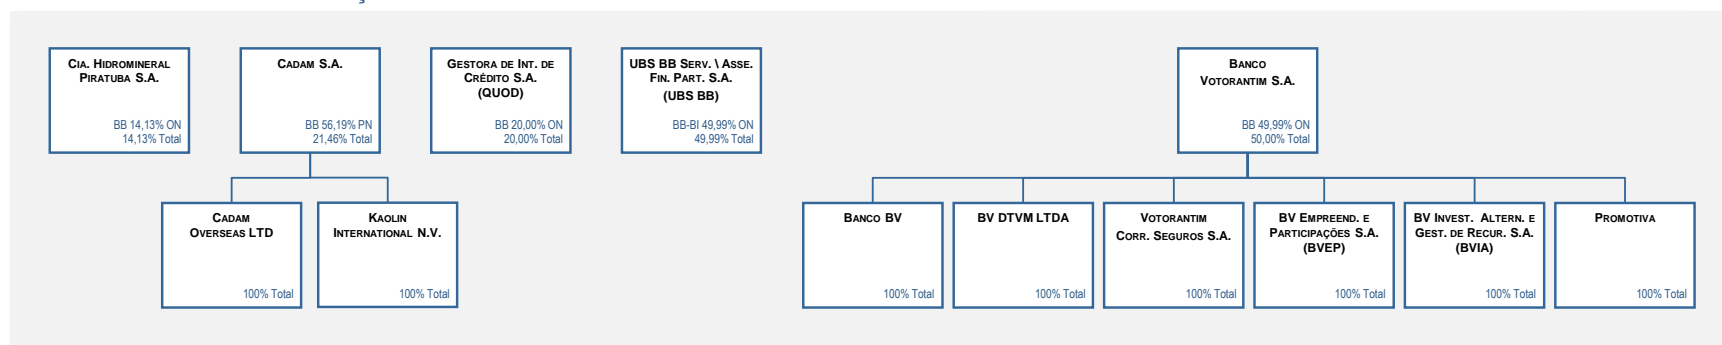 CIA. HIDROMINERAL
PIRATUBA S.A.
BB 14,13% ON
14,13% Total
CADAM S.A.
BB 56,19% PN
21,46% Total
GESTORA DE INT. DE
CRÉDITO S.A.
(QUOD)
BB 20,00% ON
20,00% Total
UBS BB SERV. \ ASSE.
FIN. PART. S.A.
(UBS BB)
BB-BI 49,99% ON
49,99% Total
BANCO
VOTORANTIM S.A.
BB 49,99% ON
50,00% Total
CADAM
OVERSEAS LTD
100% Total
KAOLIN
INTERNATIONAL N.V.
100% Total
BANCO BV
100% Total
BV DTVM LTDA
100% Total
VOTORANTIM
CORR. SEGUROS S.A.
100% Total
BV EMPREEND. E
PARTICIPAÇÕES S.A.
(BVEP)
100% Total
BV INVEST. ALTERN. E
GEST. DE RECUR. S.A.
(BVIA)
100% Total
PROMOTIVA
100% Total